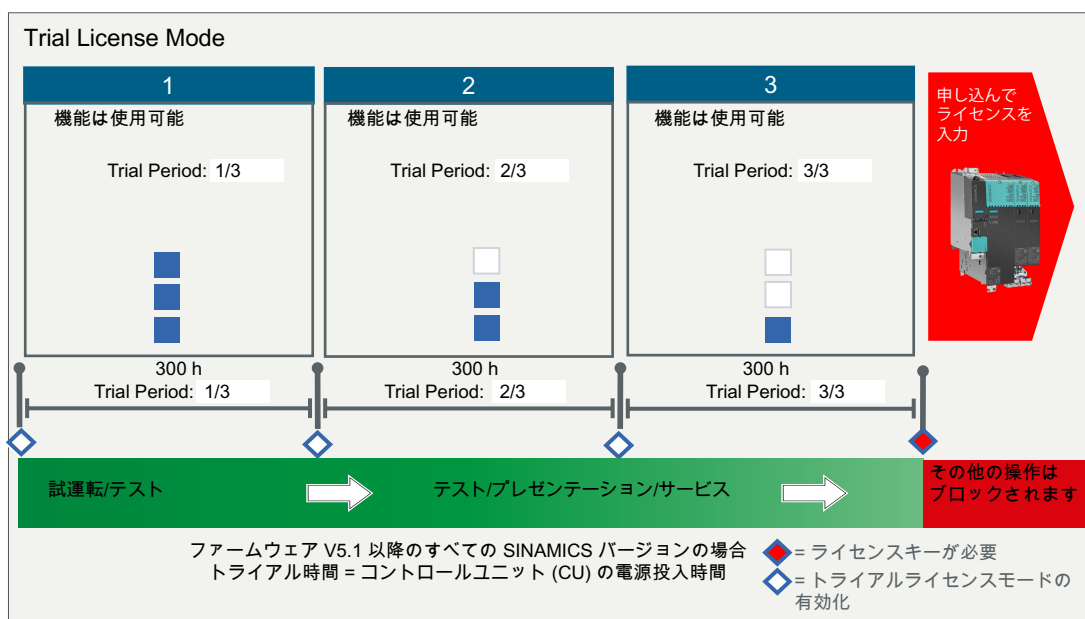 Trial License Mode
1
2
3
機能は使用可能
機能は使用可能
機能は使用可能
申し込んで
ライセンスを
入力
Trial Period: 1/3
Trial Period: 2/3
Trial Period: 3/3
300 h
300 h
300 h
Trial Period: 1/3
Trial Period: 2/3
Trial Period: 3/3
試運転/テスト
テスト/プレゼンテーション/サービス
その他の操作は
ブロックされます
ファームウェア V5.1 以降のすべての SINAMICS バージョンの場合
トライアル時間 = コントロールユニット (CU) の電源投入時間
= ライセンスキーが必要
= トライアルライセンスモードの
有効化